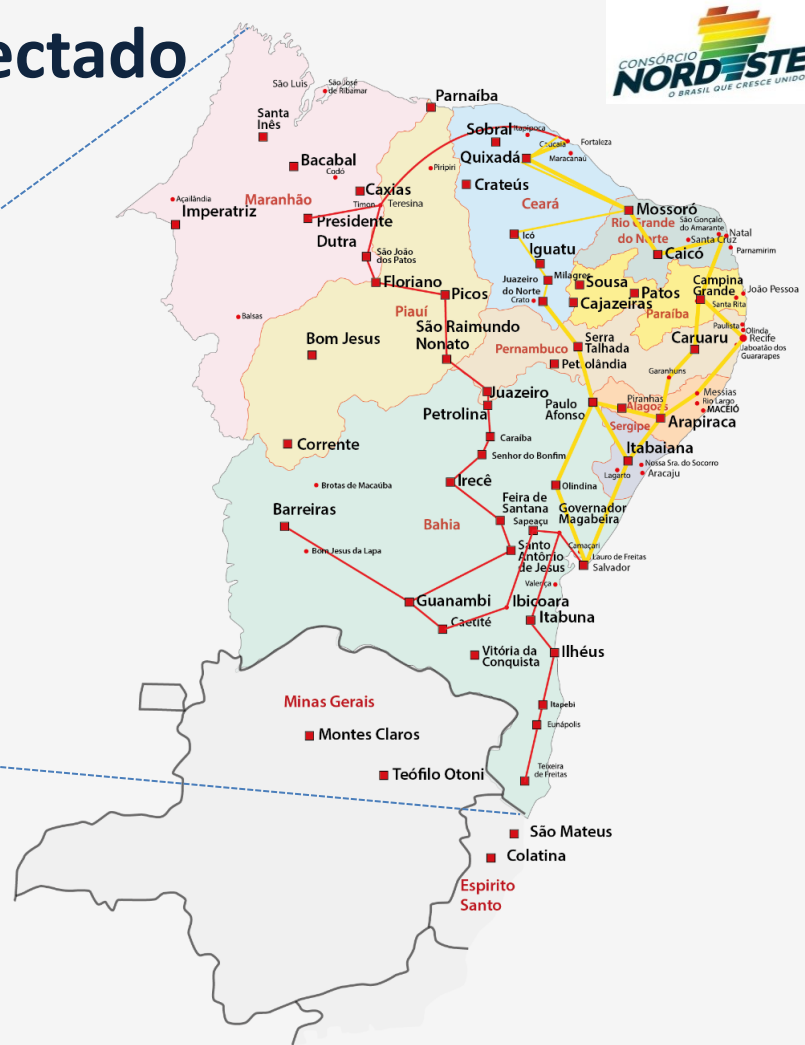 ectado
CONSÓRCIO
NORDESTE
O BRASIL QUE CRESCE UNIDO
São Luis
São José
de Ribamar
Parnaíba
Santa
Inês
Sobral
Itapipoca
Caucaia
Fortaleza
Quixadá
Maracanaú
Bacabal
Codó
Piripiri
Crateús
Caxias
Açailândia
Maranhão
Timon
Teresina
Ceará
Mossoró
Imperatriz
Presidente
Dutra
Rio Grande
do Norte
São Gonçalo
do Amarante
Natal
Santa Cruz
Parnamirim
Icó
Iguatu
Caicó
São João
dos Patos
Floriano
Picos
Juazeiro
do Norte
Milagres
Crato
Sousa
Cajazeiras
Patos
Campina
Grande
João Pessoa
Santa Rita
Paraíba
Balsas
Piauí
São Raimundo
Nonato
Bom Jesus
Pernambuco
Serra
Talhada
Petrolândia
Caruaru
Paulista
Olinda
Recife
Jaboatão dos
Guararapes
Garanhuns
Juazeiro
Petrolina
Paulo
Afonso
Piranhas
Alagoas
Messias
Rio Largo
MACEIÓ
Arapiraca
Sergipe
Corrente
Caraíba
Senhor do Bonfim
Itabaiana
Nossa Sra. do Socorro
Lagarto
Aracaju
Brotas de Macaúba
Irecê
Olindina
Barreiras
Bahia
Feira de
Santana
Sapeaçu
Governador
Magabeira
Bom Jesus da Lapa
Santo
Antônio
de Jesus
Camaçari
Lauro de Freitas
Salvador
Valença
Guanambi
Ibicoara
Itabuna
Caetité
Vitória da
Conquista
Ilhéus
Minas Gerais
Itapebi
Montes Claros
Eunápolis
Teófilo Otoni
Teixeira
de Freitas
São Mateus
Colatina
Espirito
Santo